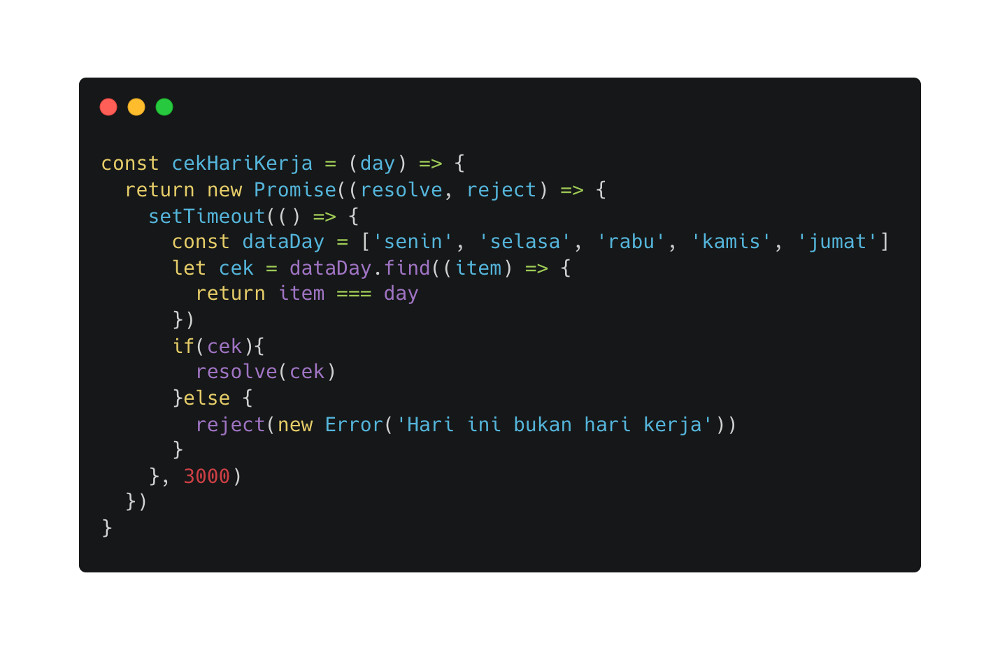 const cekHariKerja = (day) => {
  return new Promise((resolve, reject) => {
    setTimeout(() => {
      const dataDay = ['senin', 'selasa', 'rabu', 'kamis', 'jumat']
      let cek = dataDay.find((item) => {
        return item === day
      })
      if(cek){
        resolve(cek)
      }else {
        reject(new Error('Hari ini bukan hari kerja'))
      }
    }, 3000)
  })
}